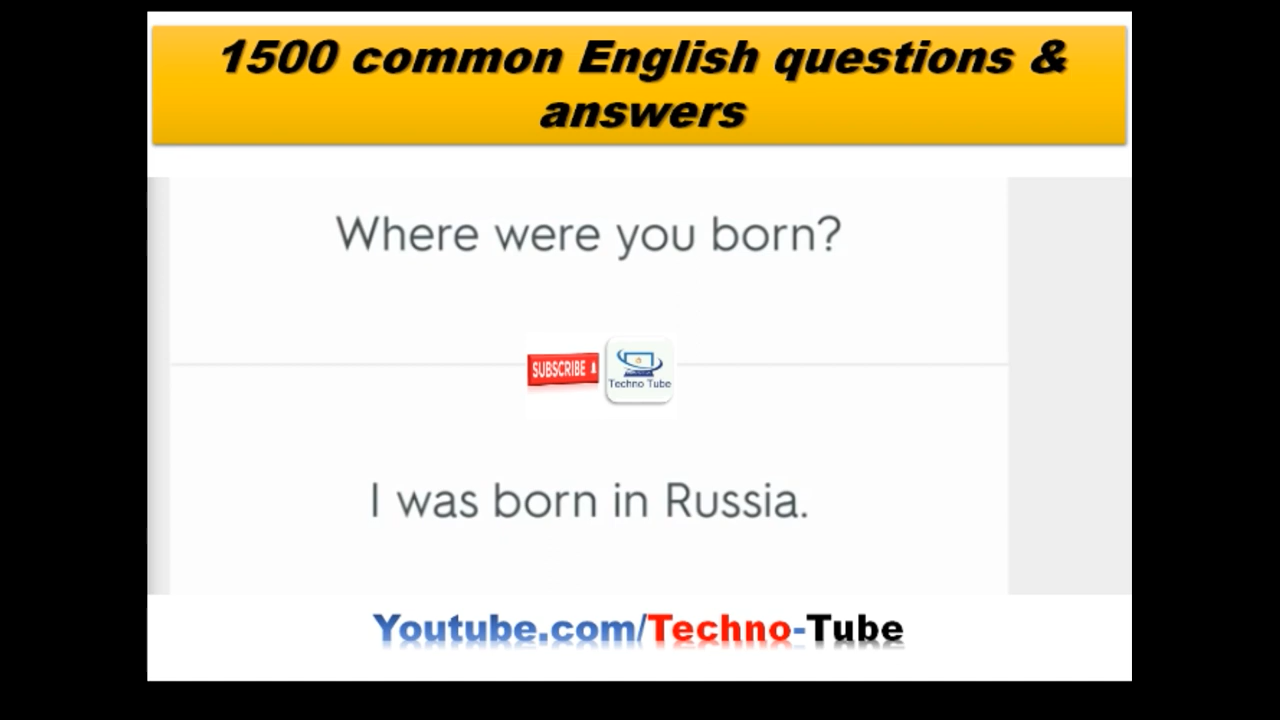 1500 common English questions &
answers
Where were you born?
SUBSCRIBE
Techno Tube
I was born in Russia.
Youtube.com/Techno-Tube